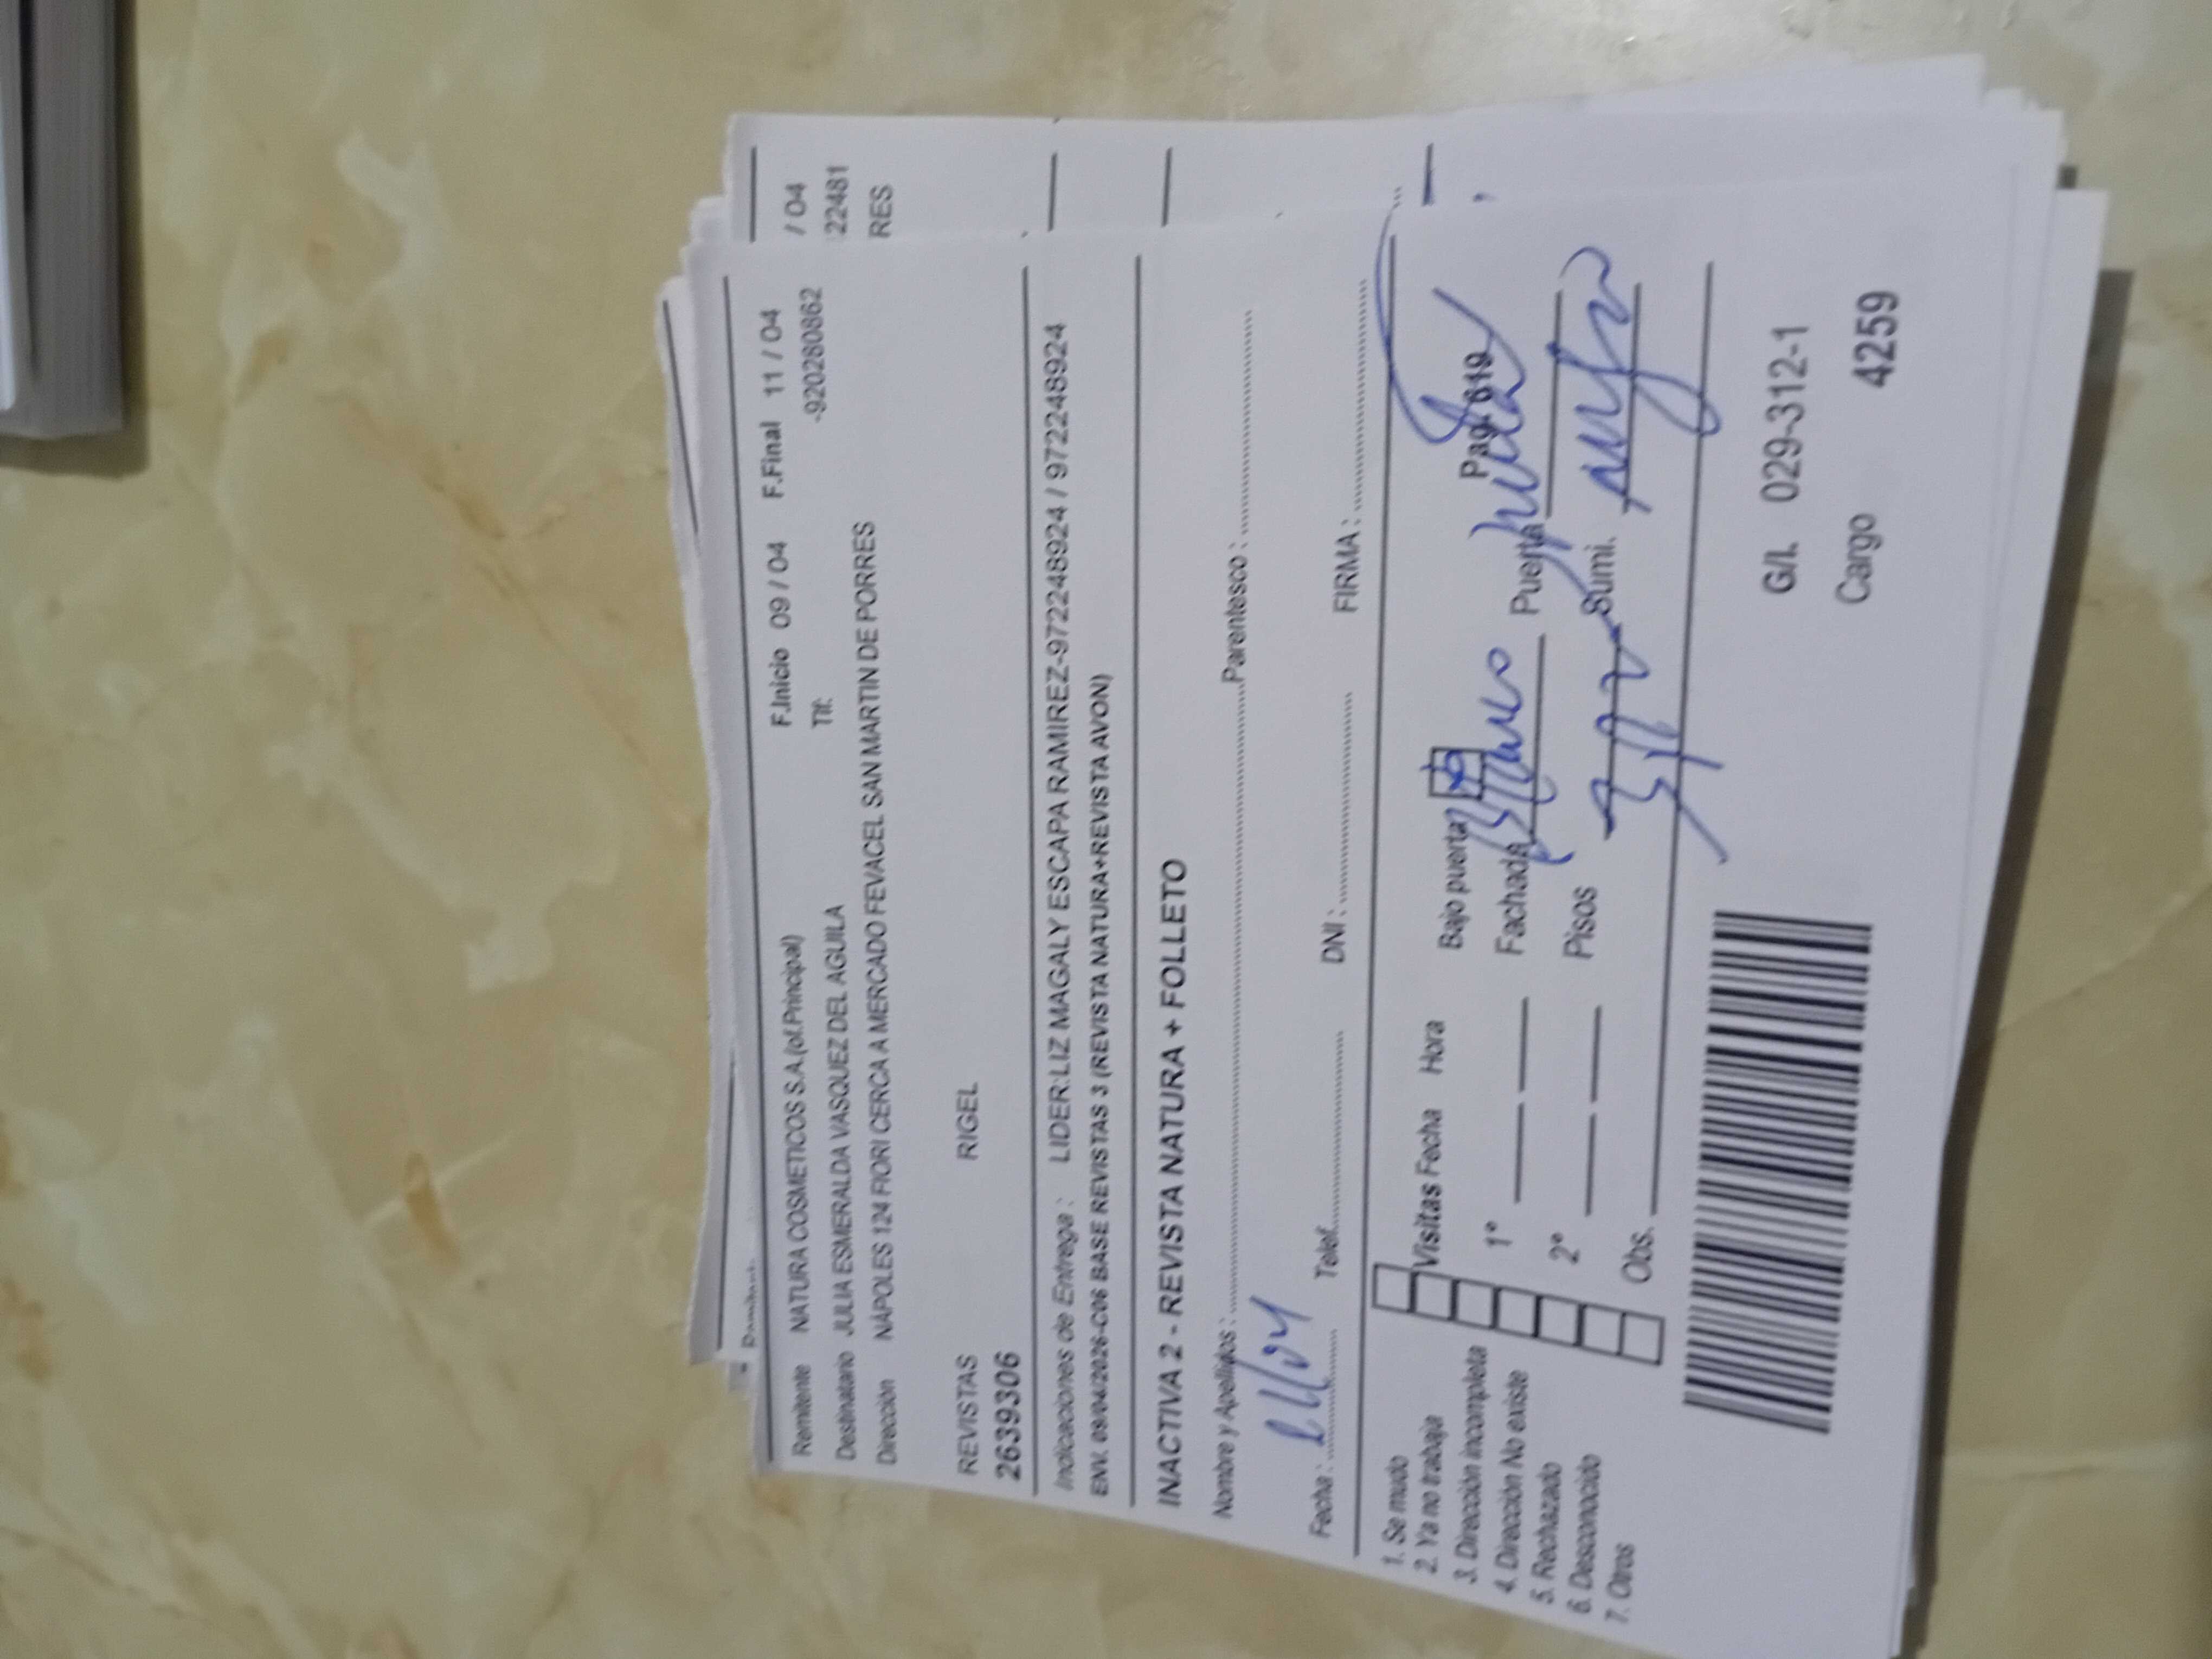 / 04
22481
RES
F.Inicio 09 / 04 F.Final 11 / 04
Remitente NATURA COSMETICOS S.A.(of.Principal) Tlf: -920280862
Destinatario JULIA ESMERALDA VASQUEZ DEL AGUILA
Dirección NAPOLES 124 FIORI CERCA A MERCADO FEVACEL SAN MARTIN DE PORRES
REVISTAS RIGEL
2639306
Indicaciones de Entrega : LIDER:LIZ MAGALY ESCAPA RAMIREZ-972248924 / 972248924
ENV. 09/04/2026-C06 BASE REVISTAS 3 (REVISTA NATURA+REVISTA AVON)
INACTIVA 2 - REVISTA NATURA + FOLLETO
Nombre y Apellidos : Parentesco :
Fecha : Telef. DNI : FIRMA :
1. Se mudo
2. Ya no trabaja
3. Dirección incompleta
4. Dirección No existe
5. Rechazado
6. Desconocido
7. Otros
Visitas Fecha Hora Bajo puerta Pag. 619
1º Fachada Blanco Puerta
2º Pisos Sumi.
Obs.
G/I. 029-312-1
Cargo 4259